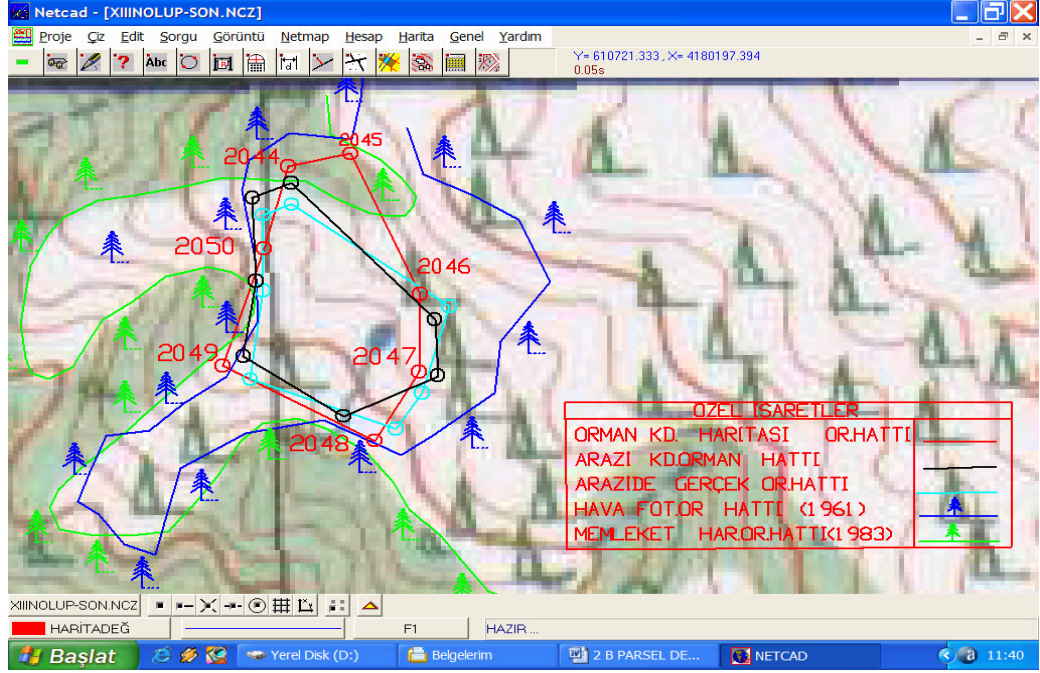 Netcad - [XIIINOLUP-SON.NCZ]
Proje Çiz Edit Sorgu Görüntü Netmap Hesap Harita Genel Yardım
Abc
Y= 610721.333 , X= 4180197.394
0.05s
2045
2044
2050
2046
2049
2047
2048
ÖZEL İŞARETLER
ORMAN KD. HARİTASI OR.HATTI
ARAZİ KD.ORMAN HATTI
ARAZİDE GERÇEK OR.HATTI
HAVA FOT.OR HATTI (1961)
MEMLEKET HAR.OR.HATTI(1983)
XIIINOLUP-SON.NCZ
HARİTADEĞ F1 HAZIR ...
Başlat Yerel Disk (D:) Belgelerim 2 B PARSEL DE... NETCAD 11:40